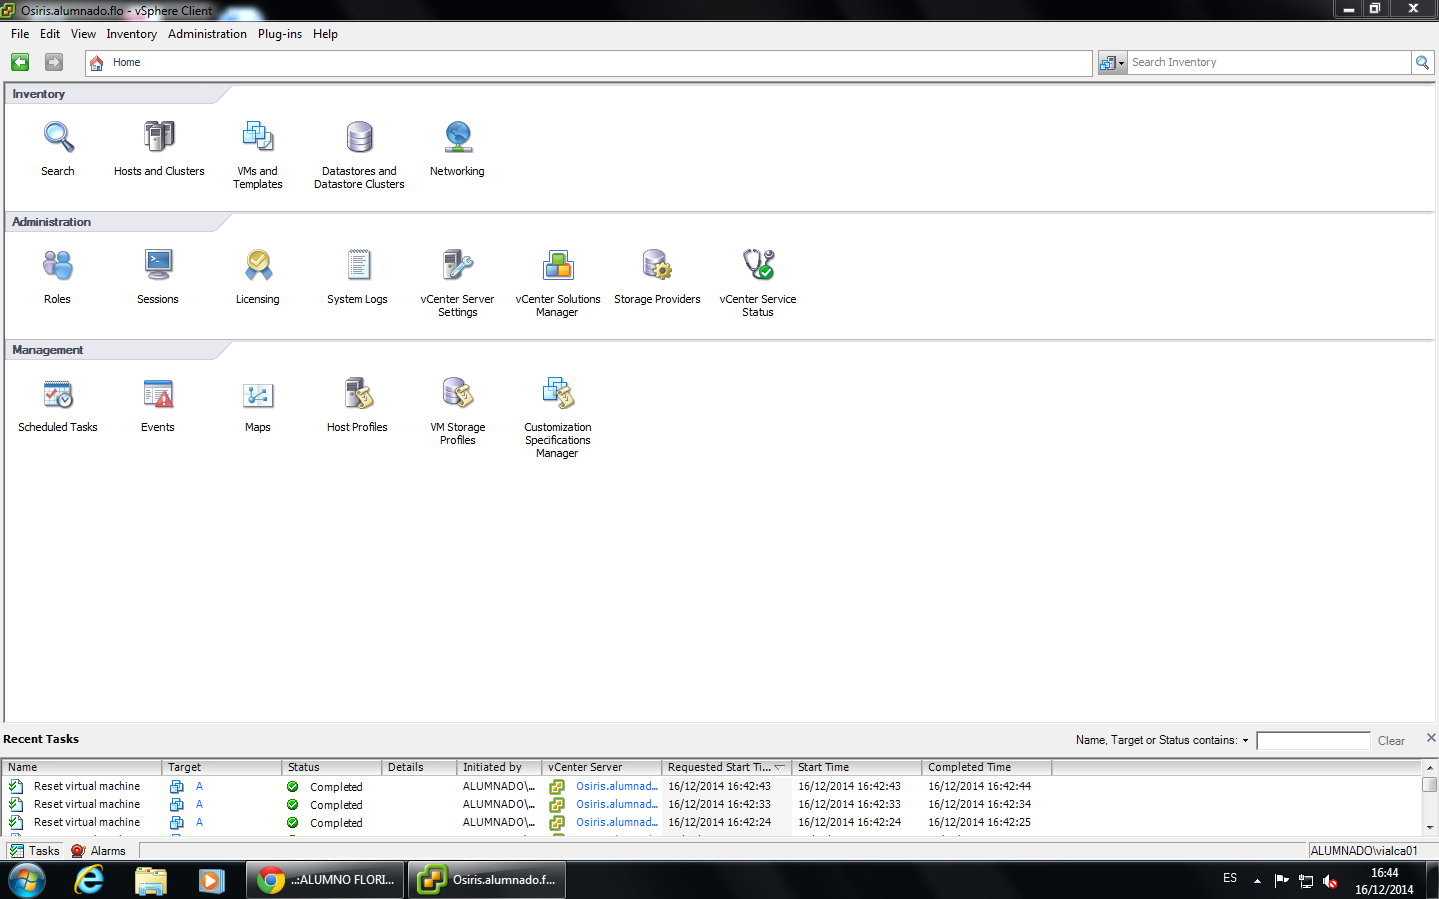 Osiris.alumnado.flo - vSphere Client
File Edit View Inventory Administration Plug-ins Help
Home
Search Inventory
Inventory
Search
Hosts and Clusters
VMs and Templates
Datastores and Datastore Clusters
Networking
Administration
Roles
Sessions
Licensing
System Logs
vCenter Server Settings
vCenter Solutions Manager
Storage Providers
vCenter Service Status
Management
Scheduled Tasks
Events
Maps
Host Profiles
VM Storage Profiles
Customization Specifications Manager
Recent Tasks
Name, Target or Status contains:
Clear
Name Target Status Details Initiated by vCenter Server Requested Start Ti... Start Time Completed Time
Reset virtual machine A Completed ALUMNADO\... Osiris.alumnad... 16/12/2014 16:42:43 16/12/2014 16:42:43 16/12/2014 16:42:44
Reset virtual machine A Completed ALUMNADO\... Osiris.alumnad... 16/12/2014 16:42:33 16/12/2014 16:42:33 16/12/2014 16:42:34
Reset virtual machine A Completed ALUMNADO\... Osiris.alumnad... 16/12/2014 16:42:24 16/12/2014 16:42:24 16/12/2014 16:42:25
Tasks Alarms
ALUMNADO\vialca01
..:ALUMNO FLORI...
Osiris.alumnado.f...
ES
16:44
16/12/2014